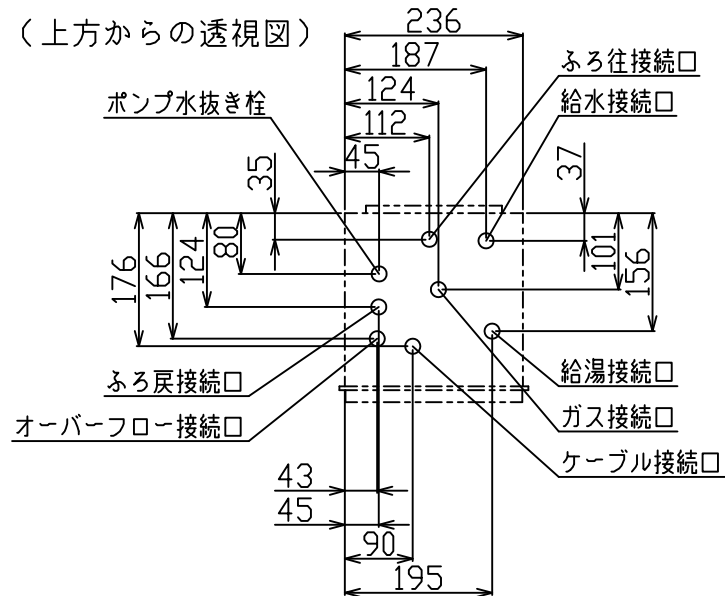 (上方からの透視図)
236
187
124
112
45
35
37
ふろ往接続口
給水接続口
ポンプ水抜き栓
80
124
166
176
101
156
ふろ戻接続口
オーバーフロー接続口
給湯接続口
ガス接続口
ケーブル接続口
43
45
90
195